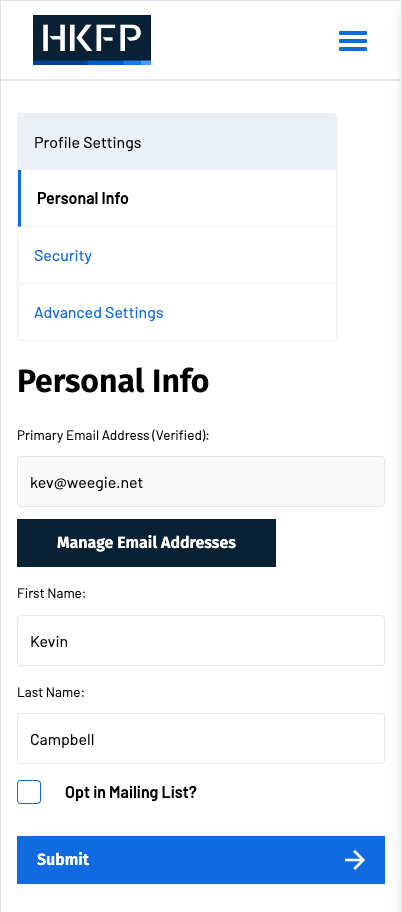 HKFP
Profile Settings
Personal Info
Security
Advanced Settings
Personal Info
Primary Email Address (Verified):
kev@weegie.net
Manage Email Addresses
First Name:
Kevin
Last Name:
Campbell
Opt in Mailing List?
Submit